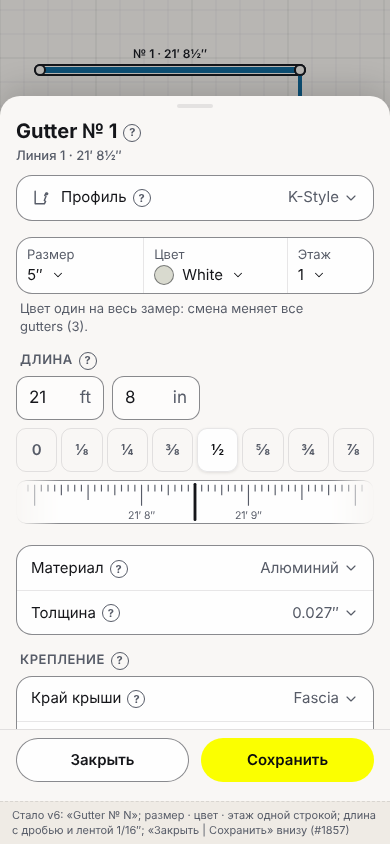 № 1 · 21′ 8½″
Gutter № 1 ?
Линия 1 · 21′ 8½″
Профиль ? K-Style
Размер Цвет Этаж
5″ White 1
Цвет один на весь замер: смена меняет все
gutters (3).
ДЛИНА ?
21 ft 8 in
0 ⅛ ¼ ⅜ ½ ⅝ ¾ ⅞
21′ 8″ 21′ 9″
Материал ? Алюминий
Толщина ? 0.027″
КРЕПЛЕНИЕ ?
Край крыши ? Fascia
Закрыть Сохранить
Стало v6: «Gutter № N»; размер · цвет · этаж одной строкой; длина
с дробью и лентой 1/16″; «Закрыть | Сохранить» внизу (#1857)